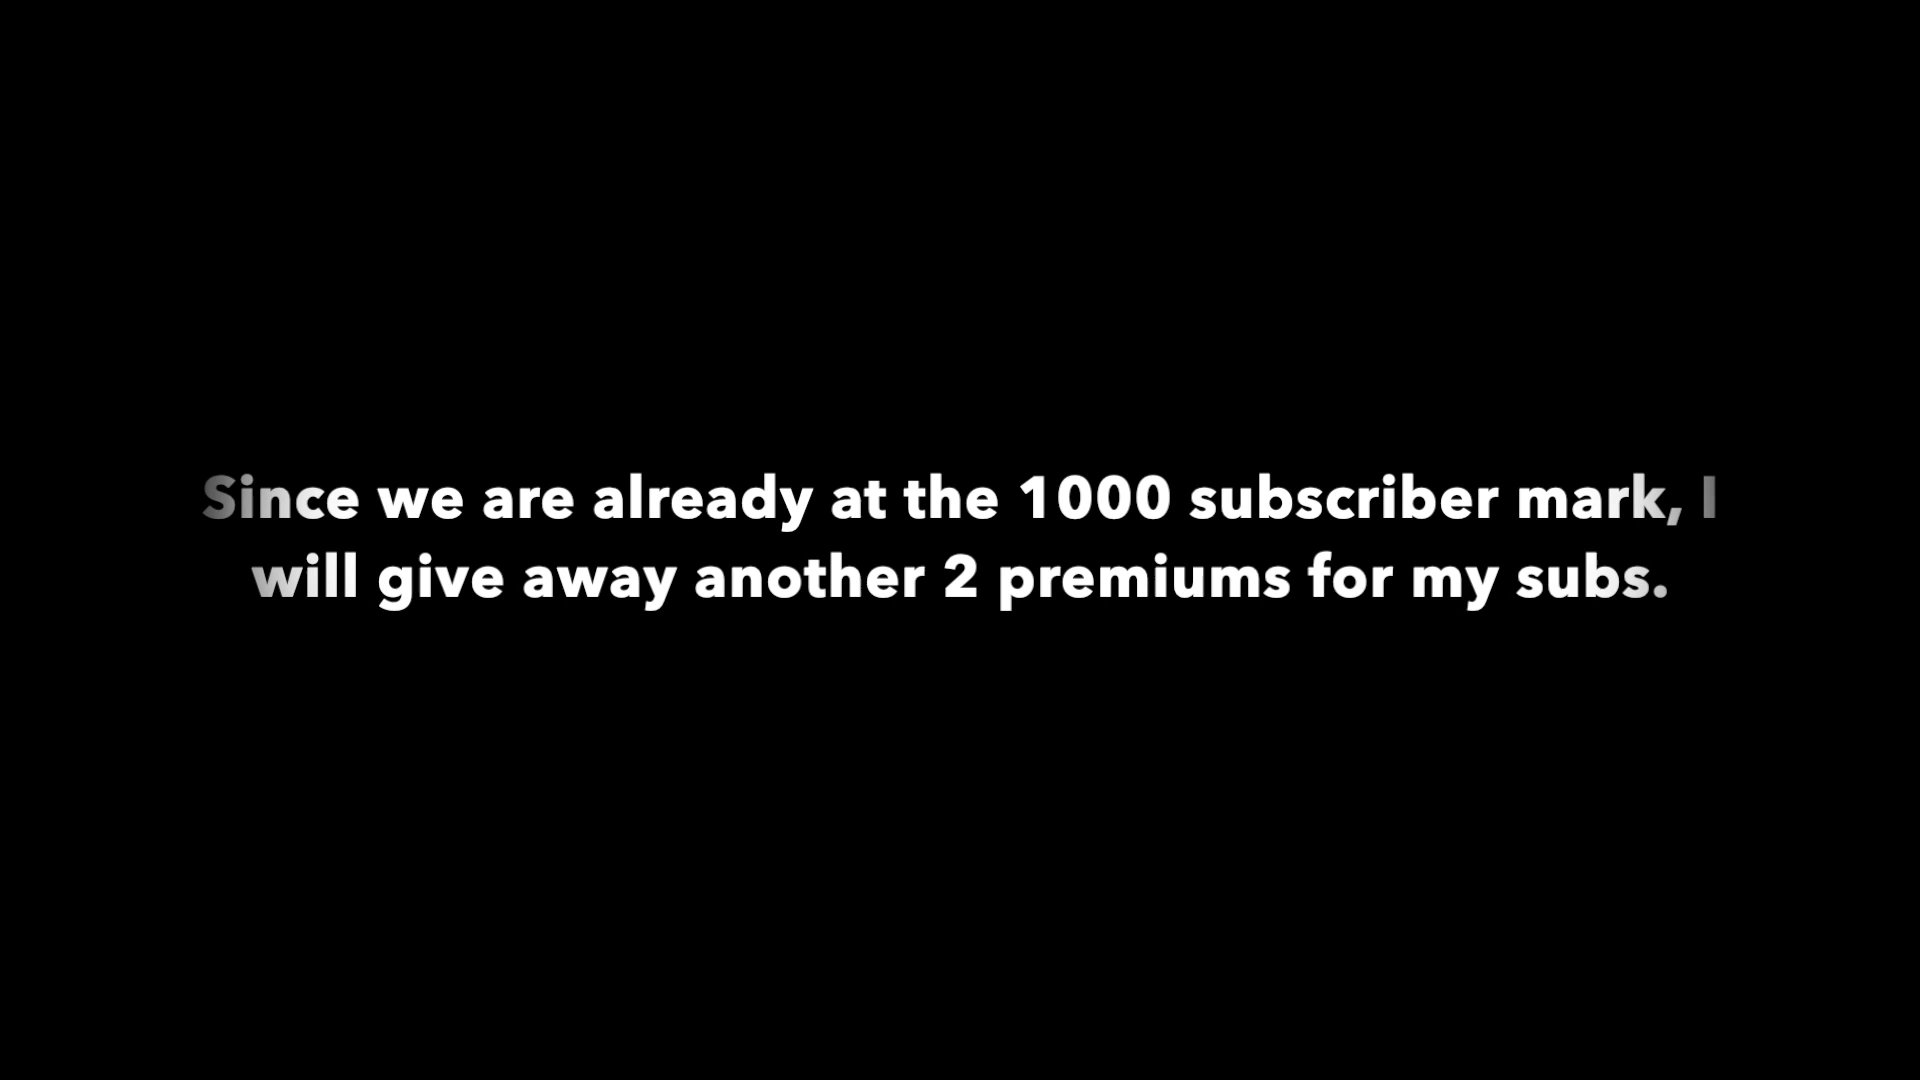 Since we are already at the 1000 subscriber mark, I
will give away another 2 premiums for my subs.